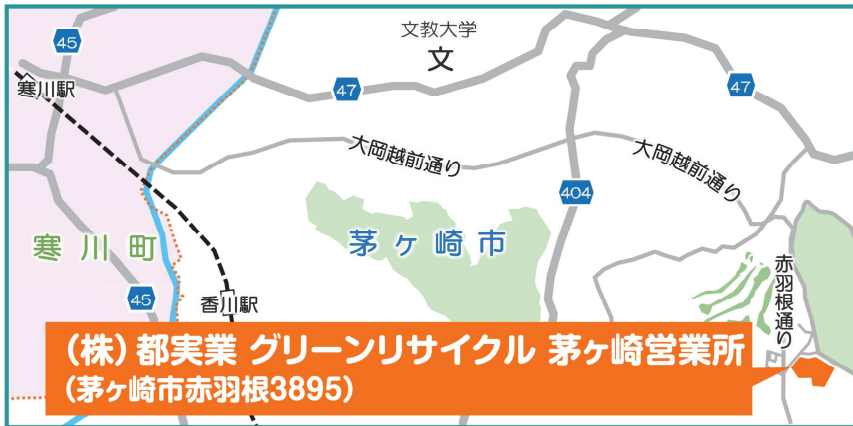 文教大学
文
45
寒川駅
47
47
大岡越前通り
大岡越前通り
404
寒川町
茅ヶ崎市
赤羽根通り
45
香川駅
(株)都実業 グリーンリサイクル 茅ヶ崎営業所
(茅ヶ崎市赤羽根3895)